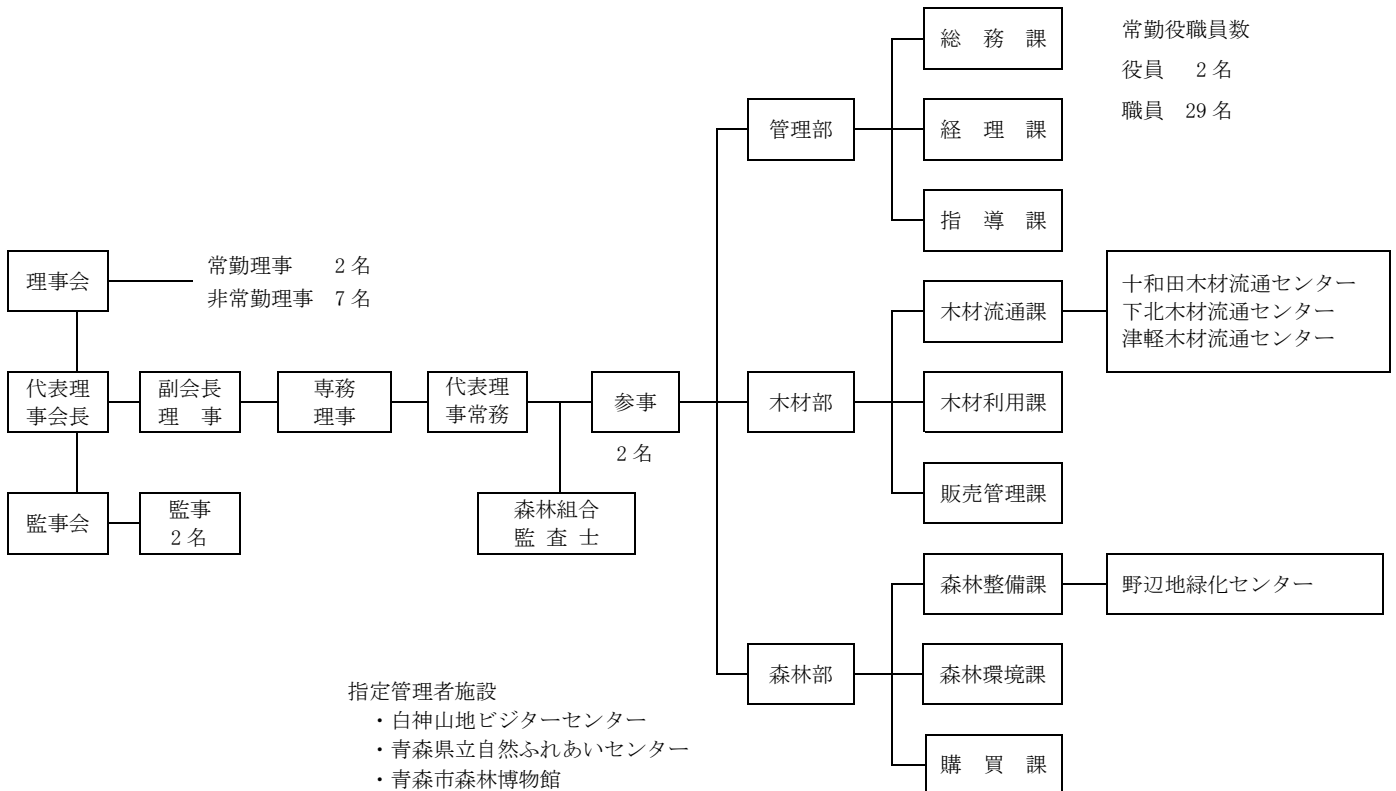 総　務　課
常勤役職員数
役員　2名
職員　29名
管理部
経　理　課
指　導　課
理事会
常勤理事　2名
非常勤理事　7名
木材流通課
十和田木材流通センター
下北木材流通センター
津軽木材流通センター
代表理
事会長
副会長
理　事
専務
理事
代表理
事常務
参事
2名
木材部
木材利用課
監事会
監事
2名
森林組合
監 査 士
販売管理課
森林整備課
野辺地緑化センター
森林部
森林環境課
指定管理者施設
・白神山地ビジターセンター
・青森県立自然ふれあいセンター
・青森市森林博物館
購　買　課